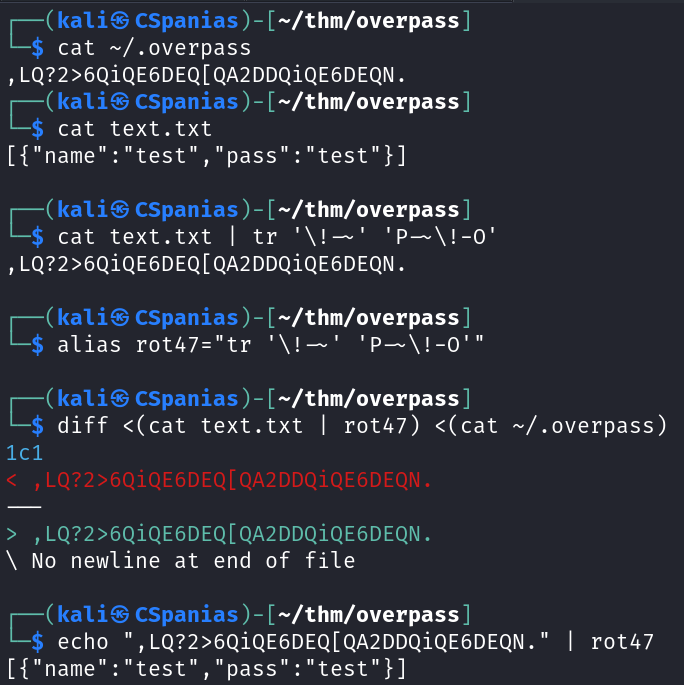 ┌──(kali㉿CSpanias)-[~/thm/overpass]
└─$ cat ~/.overpass
,LQ?2>6QiQE6DEQ[QA2DDQiQE6DEQN.
┌──(kali㉿CSpanias)-[~/thm/overpass]
└─$ cat text.txt
[{"name":"test","pass":"test"}]
┌──(kali㉿CSpanias)-[~/thm/overpass]
└─$ cat text.txt | tr '\!-~' 'P-~\!-O'
,LQ?2>6QiQE6DEQ[QA2DDQiQE6DEQN.
┌──(kali㉿CSpanias)-[~/thm/overpass]
└─$ alias rot47="tr '\!-~' 'P-~\!-O'"
┌──(kali㉿CSpanias)-[~/thm/overpass]
└─$ diff <(cat text.txt | rot47) <(cat ~/.overpass)
1c1
< ,LQ?2>6QiQE6DEQ[QA2DDQiQE6DEQN.
---
> ,LQ?2>6QiQE6DEQ[QA2DDQiQE6DEQN.
\ No newline at end of file
┌──(kali㉿CSpanias)-[~/thm/overpass]
└─$ echo ",LQ?2>6QiQE6DEQ[QA2DDQiQE6DEQN." | rot47
[{"name":"test","pass":"test"}]